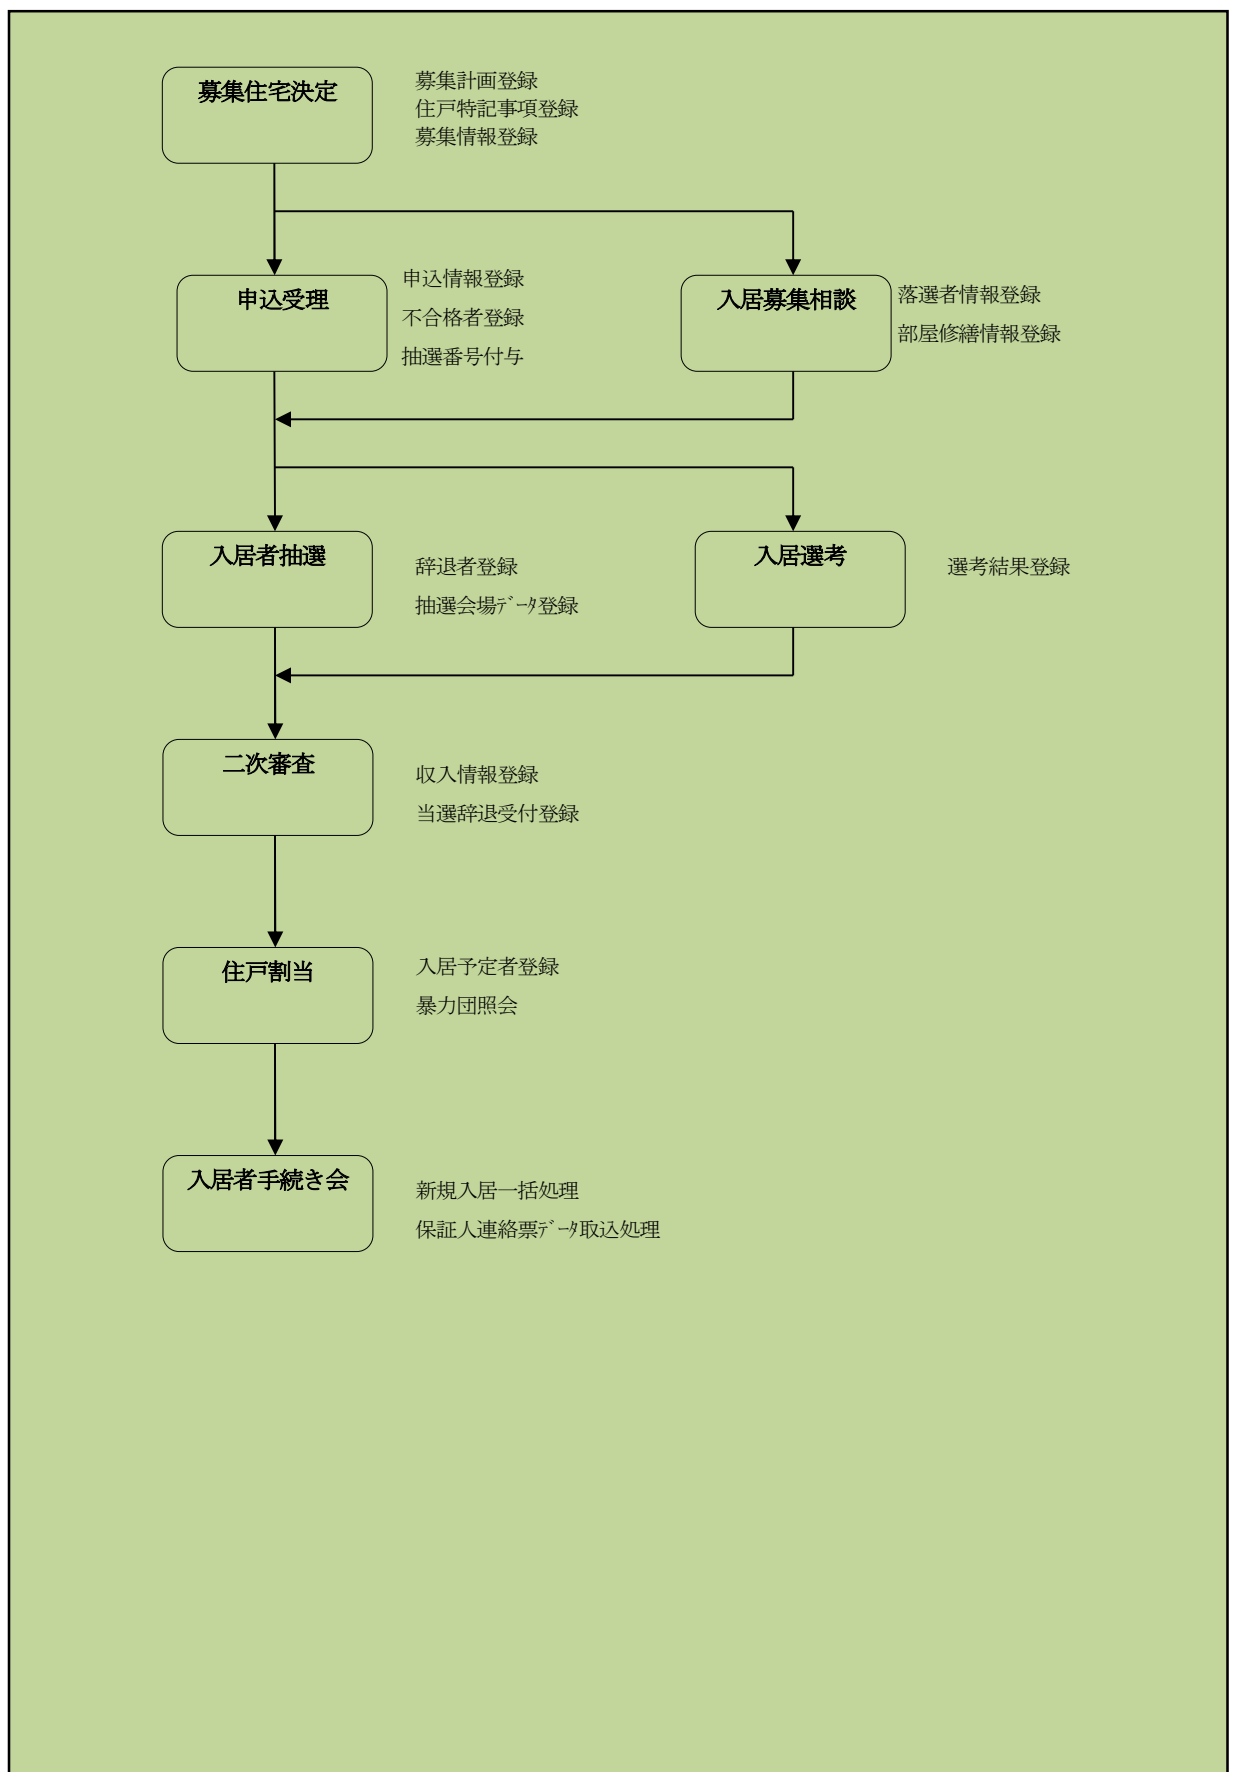 募集住宅決定
募集計画登録
住戸特記事項登録
募集情報登録
申込受理
申込情報登録
不合格者登録
抽選番号付与
入居募集相談
落選者情報登録
部屋修繕情報登録
入居者抽選
辞退者登録
抽選会場ﾃﾞｰﾀ登録
入居選考
選考結果登録
二次審査
収入情報登録
当選辞退受付登録
住戸割当
入居予定者登録
暴力団照会
入居者手続き会
新規入居一括処理
保証人連絡票ﾃﾞｰﾀ取込処理